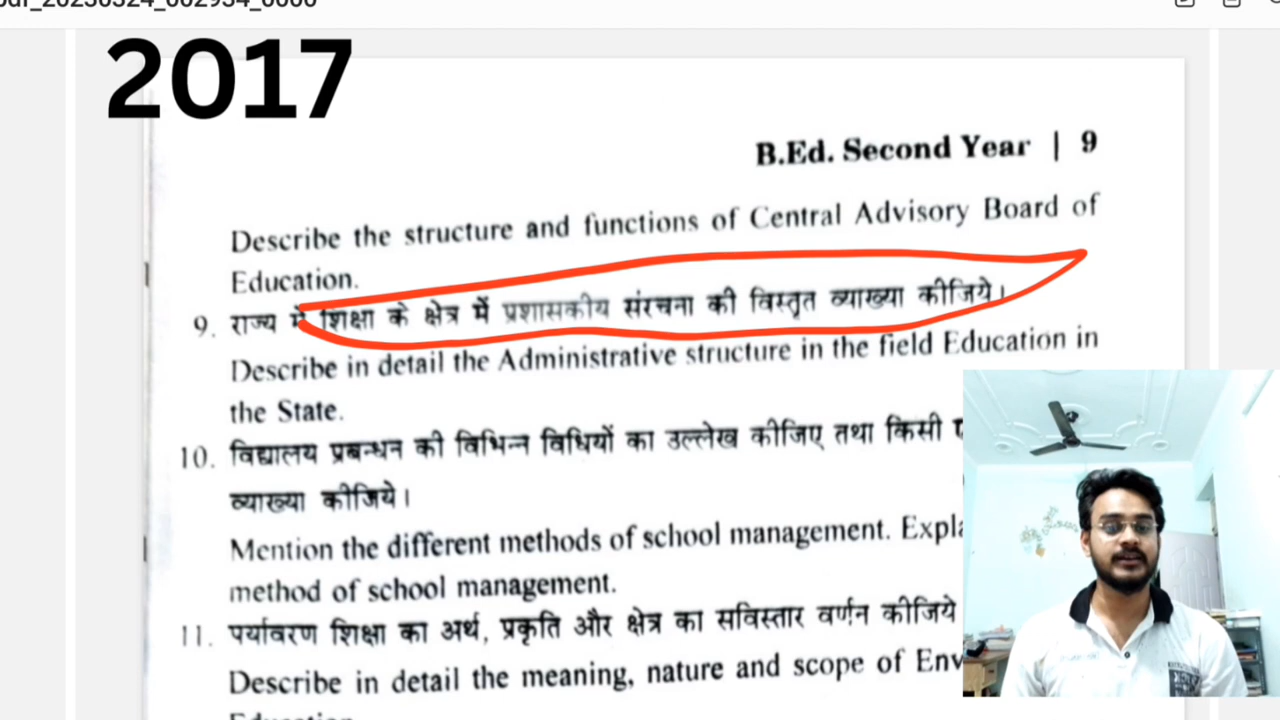 2017
B.Ed. Second Year | 9
Describe the structure and functions of Central Advisory Board of
Education.
9. राज्य में शिक्षा के क्षेत्र में प्रशासकीय संरचना की विस्तृत व्याख्या कीजिये।
Describe in detail the Administrative structure in the field Education in
the State.
10. विद्यालय प्रबन्धन की विभिन्न विधियों का उल्लेख कीजिए तथा किसी
व्याख्या कीजिये।
Mention the different methods of school management.
method of school management.
11. पर्यावरण शिक्षा का अर्थ, प्रकृति और क्षेत्र का सविस्तार वर्णन कीजिये
Describe in detail the meaning, nature and scope of